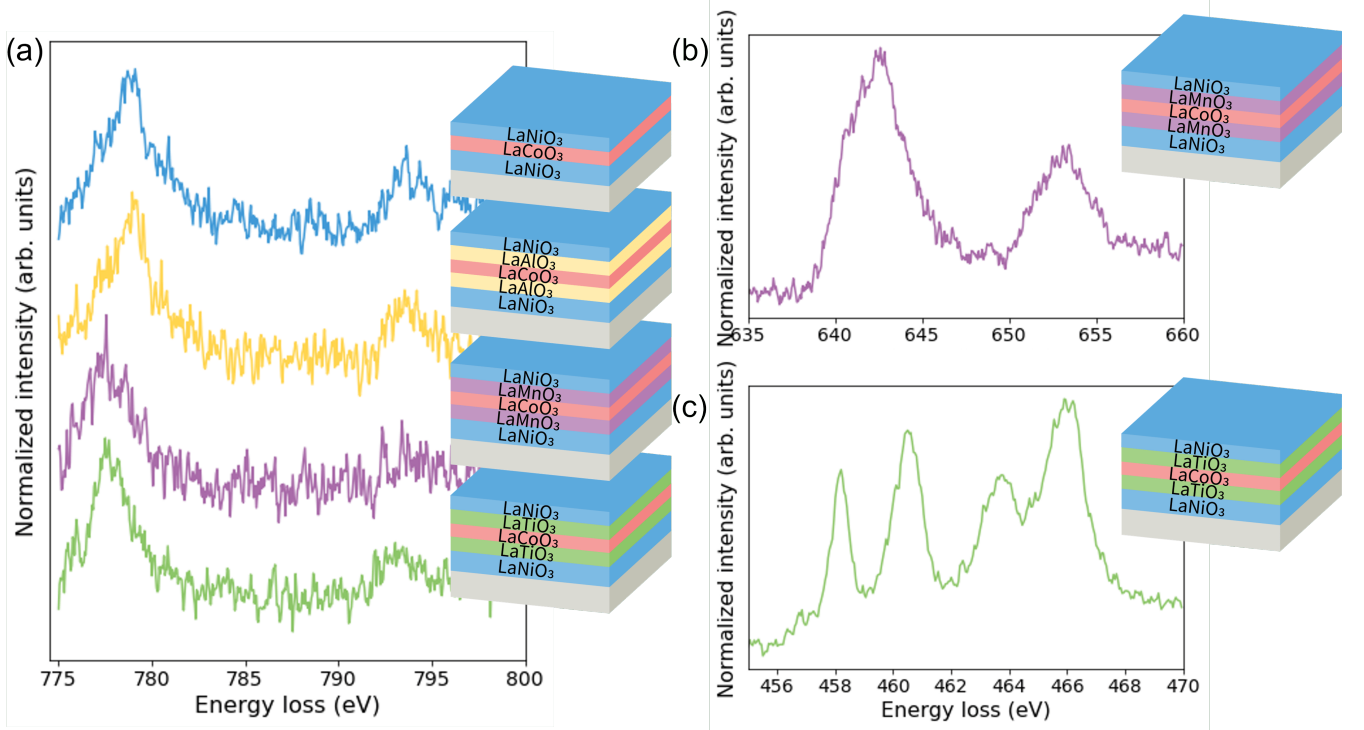 (a)
Normalized intensity (arb. units)
LaNiO₃
LaCoO₃
LaNiO₃
LaNiO₃
LaAlO₃
LaCoO₃
LaAlO₃
LaNiO₃
LaNiO₃
LaMnO₃
LaCoO₃
LaMnO₃
LaNiO₃
LaNiO₃
LaTiO₃
LaCoO₃
LaTiO₃
LaNiO₃
775 780 785 790 795 800
Energy loss (eV)
(b)
Normalized intensity (arb. units)
LaNiO₃
LaMnO₃
LaCoO₃
LaMnO₃
LaNiO₃
635 640 645 650 655 660
(c)
Normalized intensity (arb. units)
LaNiO₃
LaTiO₃
LaCoO₃
LaTiO₃
LaNiO₃
456 458 460 462 464 466 468 470
Energy loss (eV)